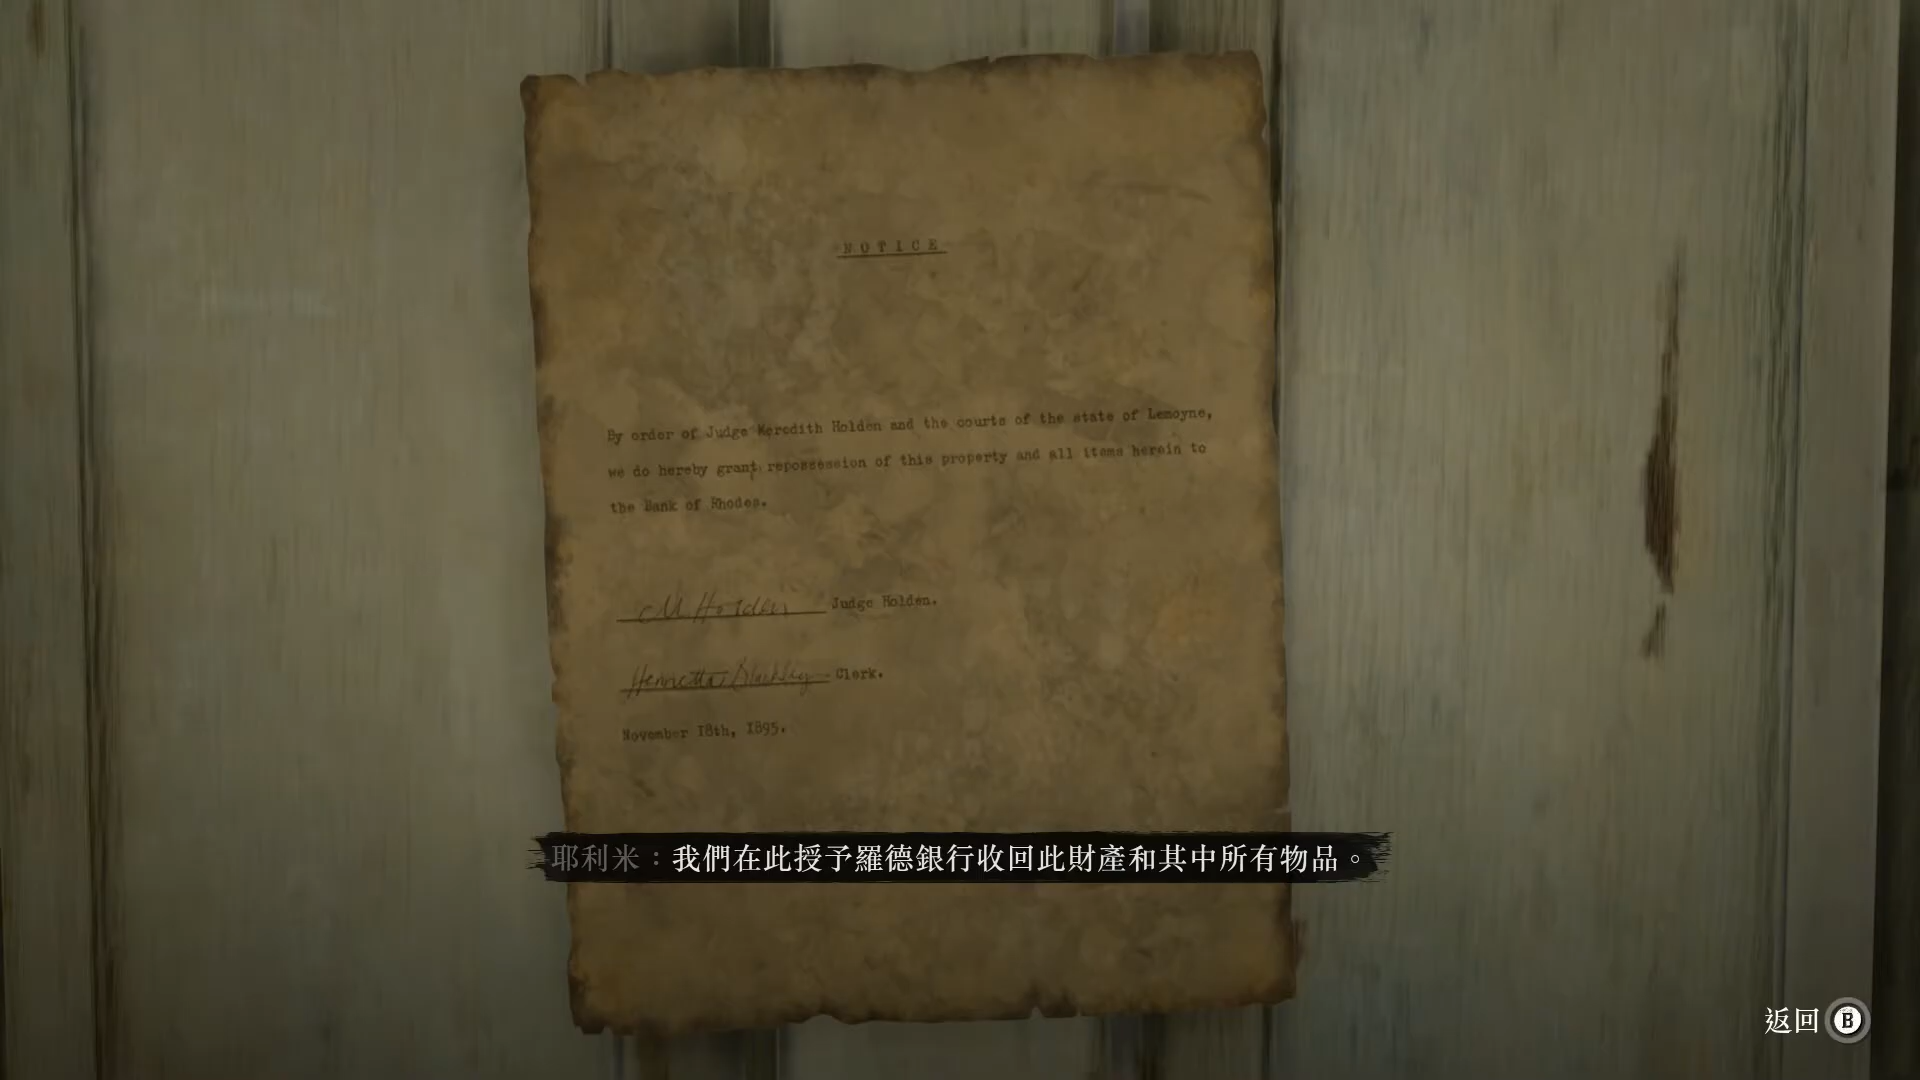 NOTICE
By order of Judge Meredith Holden and the courts of the state of Lemoyne,
we do hereby grant repossession of this property and all items herein to
the Bank of Rhodes.
M. Holden Judge Holden.
Henrietta Clerk.
November 18th, 1895.
耶利米：我們在此授予羅德銀行收回此財產和其中所有物品。
返回 B